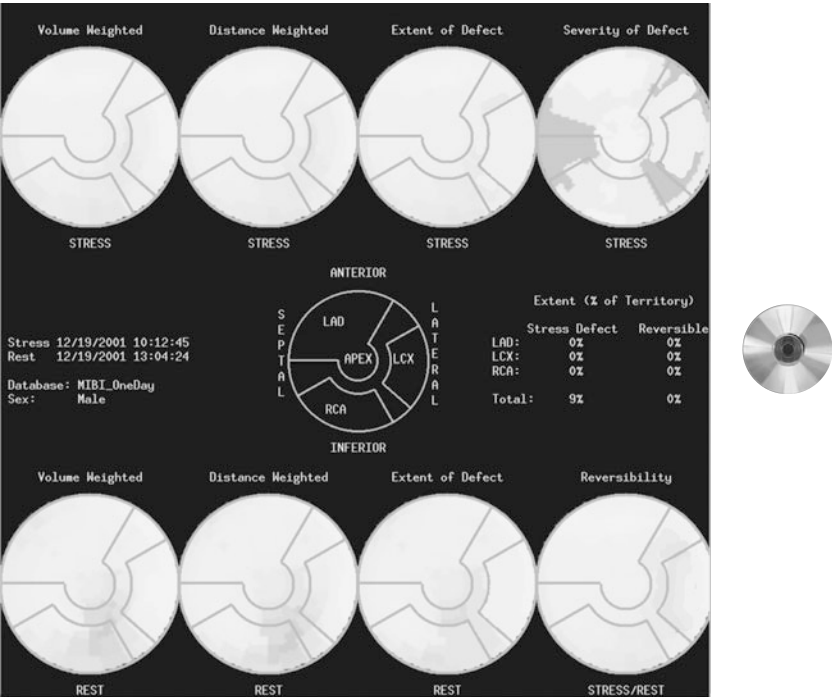 Volume Weighted Distance Weighted Extent of Defect Severity of Defect
STRESS STRESS STRESS STRESS
ANTERIOR
SEPTAL
LATERAL
LAD
APEX
LCX
RCA
INFERIOR
Stress 12/19/2001 10:12:45
Rest 12/19/2001 13:04:24
Database: MIBI_OneDay
Sex: Male
Extent (% of Territory)
Stress Defect Reversible
LAD: 0% 0%
LCX: 0% 0%
RCA: 0% 0%
Total: 9% 0%
Volume Weighted Distance Weighted Extent of Defect Reversibility
REST REST REST STRESS/REST